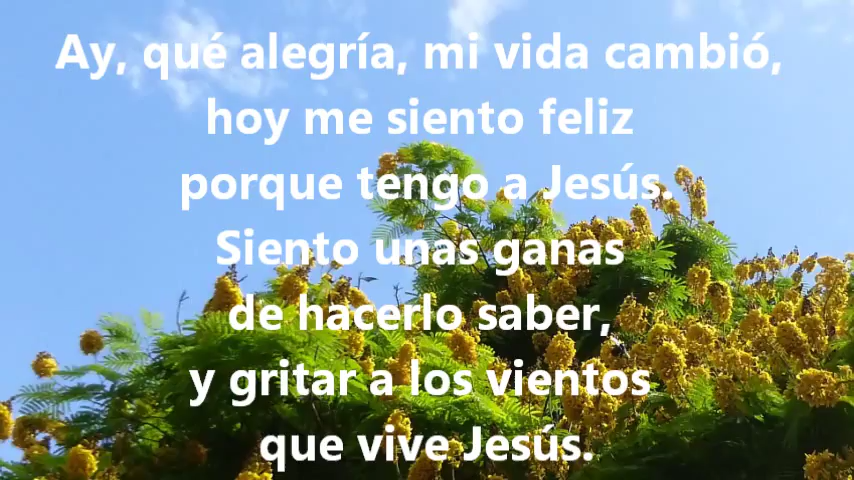 Ay, qué alegría, mi vida cambió,
hoy me siento feliz
porque tengo a Jesús.
Siento unas ganas
de hacerlo saber,
y gritar a los vientos
que vive Jesús.